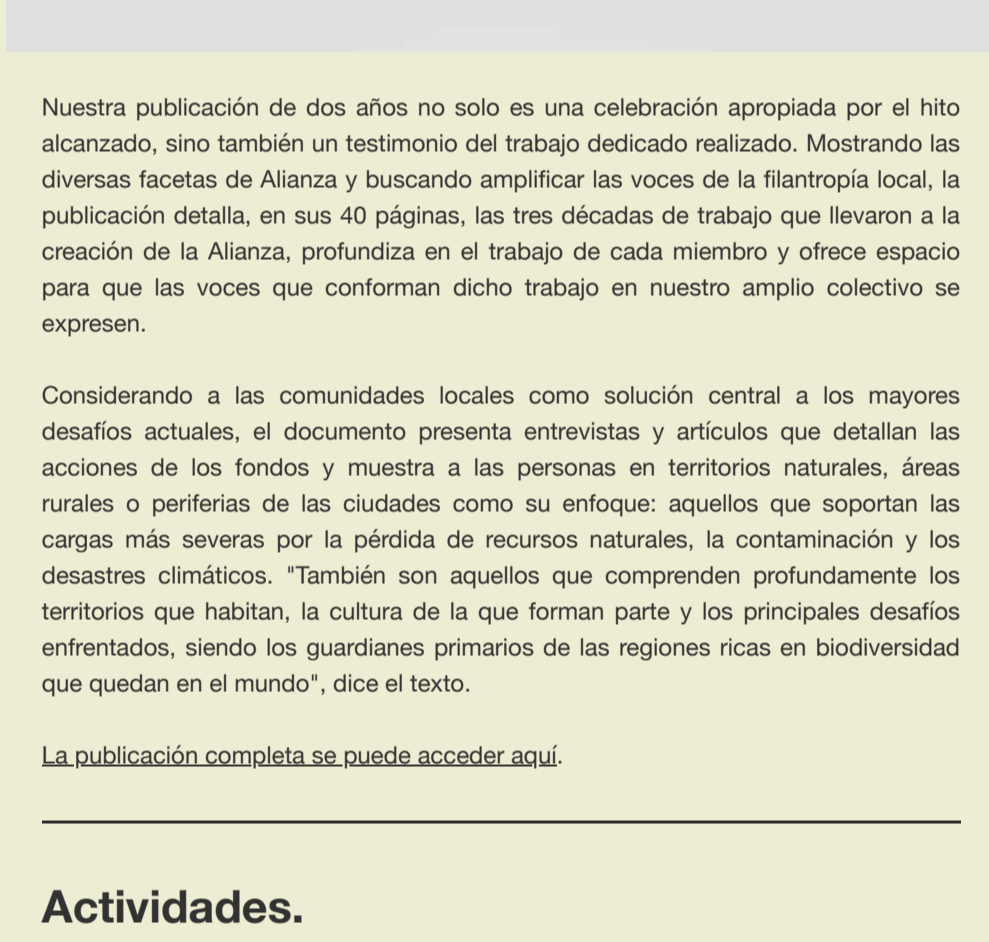 Nuestra publicación de dos años no solo es una celebración apropiada por el hito
alcanzado, sino también un testimonio del trabajo dedicado realizado. Mostrando las
diversas facetas de Alianza y buscando amplificar las voces de la filantropía local, la
publicación detalla, en sus 40 páginas, las tres décadas de trabajo que llevaron a la
creación de la Alianza, profundiza en el trabajo de cada miembro y ofrece espacio
para que las voces que conforman dicho trabajo en nuestro amplio colectivo se
expresen.
Considerando a las comunidades locales como solución central a los mayores
desafíos actuales, el documento presenta entrevistas y artículos que detallan las
acciones de los fondos y muestra a las personas en territorios naturales, áreas
rurales o periferias de las ciudades como su enfoque: aquellos que soportan las
cargas más severas por la pérdida de recursos naturales, la contaminación y los
desastres climáticos. "También son aquellos que comprenden profundamente los
territorios que habitan, la cultura de la que forman parte y los principales desafíos
enfrentados, siendo los guardianes primarios de las regiones ricas en biodiversidad
que quedan en el mundo", dice el texto.
La publicación completa se puede acceder aquí.
Actividades.